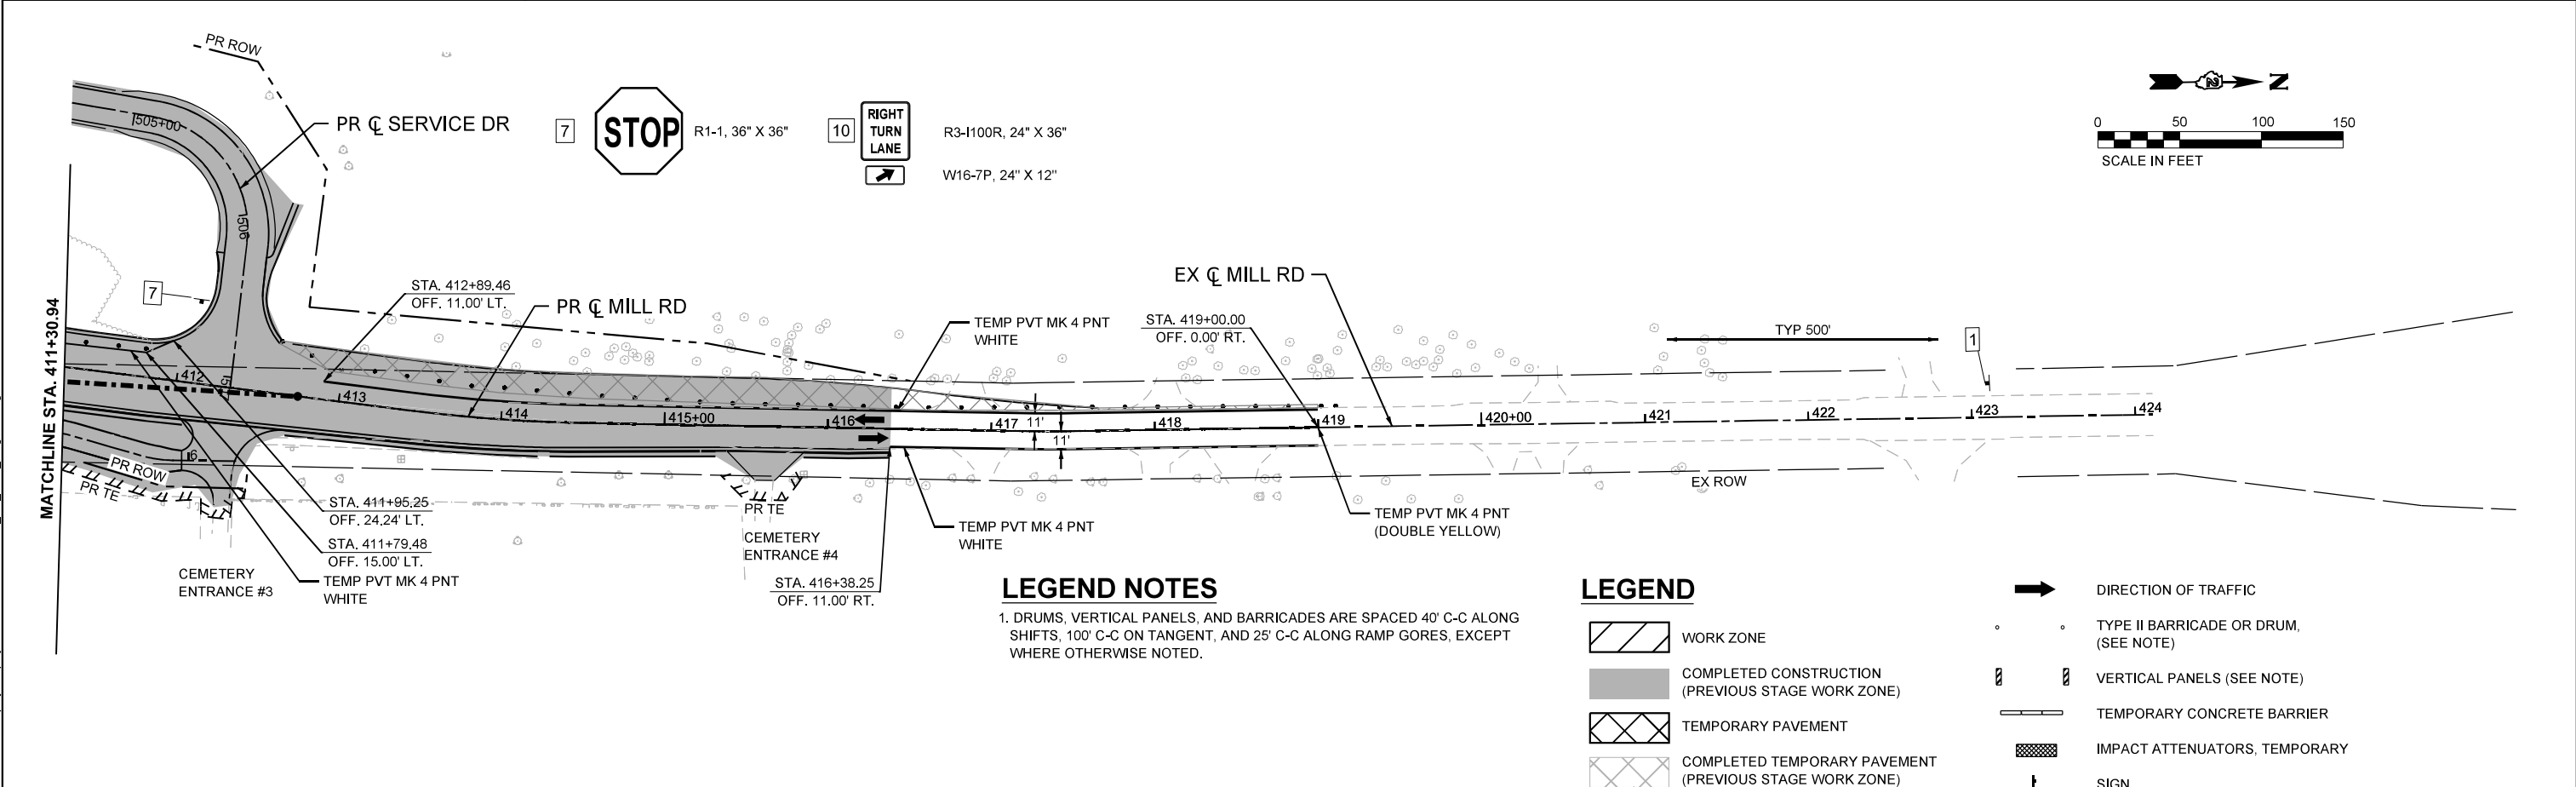 PR ROW
1505+00
PR ℄ SERVICE DR
7
STOP
R1-1, 36" X 36"
10
RIGHT
TURN
LANE
R3-I100R, 24" X 36"
W16-7P, 24" X 12"
N
0 50 100 150
SCALE IN FEET
1506
MATCHLINE STA. 411+30.94
7
STA. 412+89.46
OFF. 11.00' LT.
PR ℄ MILL RD
EX ℄ MILL RD
TEMP PVT MK 4 PNT
WHITE
STA. 419+00.00
OFF. 0.00' RT.
TYP 500'
1
412
413
414
415+00
416
417
11'
11'
418
419
420+00
421
422
423
424
6
PR ROW
PR TE
STA. 411+95.25
OFF. 24.24' LT.
STA. 411+79.48
OFF. 15.00' LT.
TEMP PVT MK 4 PNT
WHITE
CEMETERY
ENTRANCE #3
PR TE
CEMETERY
ENTRANCE #4
STA. 416+38.25
OFF. 11.00' RT.
TEMP PVT MK 4 PNT
WHITE
TEMP PVT MK 4 PNT
(DOUBLE YELLOW)
EX ROW
LEGEND NOTES
1. DRUMS, VERTICAL PANELS, AND BARRICADES ARE SPACED 40' C-C ALONG
SHIFTS, 100' C-C ON TANGENT, AND 25' C-C ALONG RAMP GORES, EXCEPT
WHERE OTHERWISE NOTED.
LEGEND
WORK ZONE
COMPLETED CONSTRUCTION
(PREVIOUS STAGE WORK ZONE)
TEMPORARY PAVEMENT
COMPLETED TEMPORARY PAVEMENT
(PREVIOUS STAGE WORK ZONE)
DIRECTION OF TRAFFIC
TYPE II BARRICADE OR DRUM,
(SEE NOTE)
VERTICAL PANELS (SEE NOTE)
TEMPORARY CONCRETE BARRIER
IMPACT ATTENUATORS, TEMPORARY
SIGN